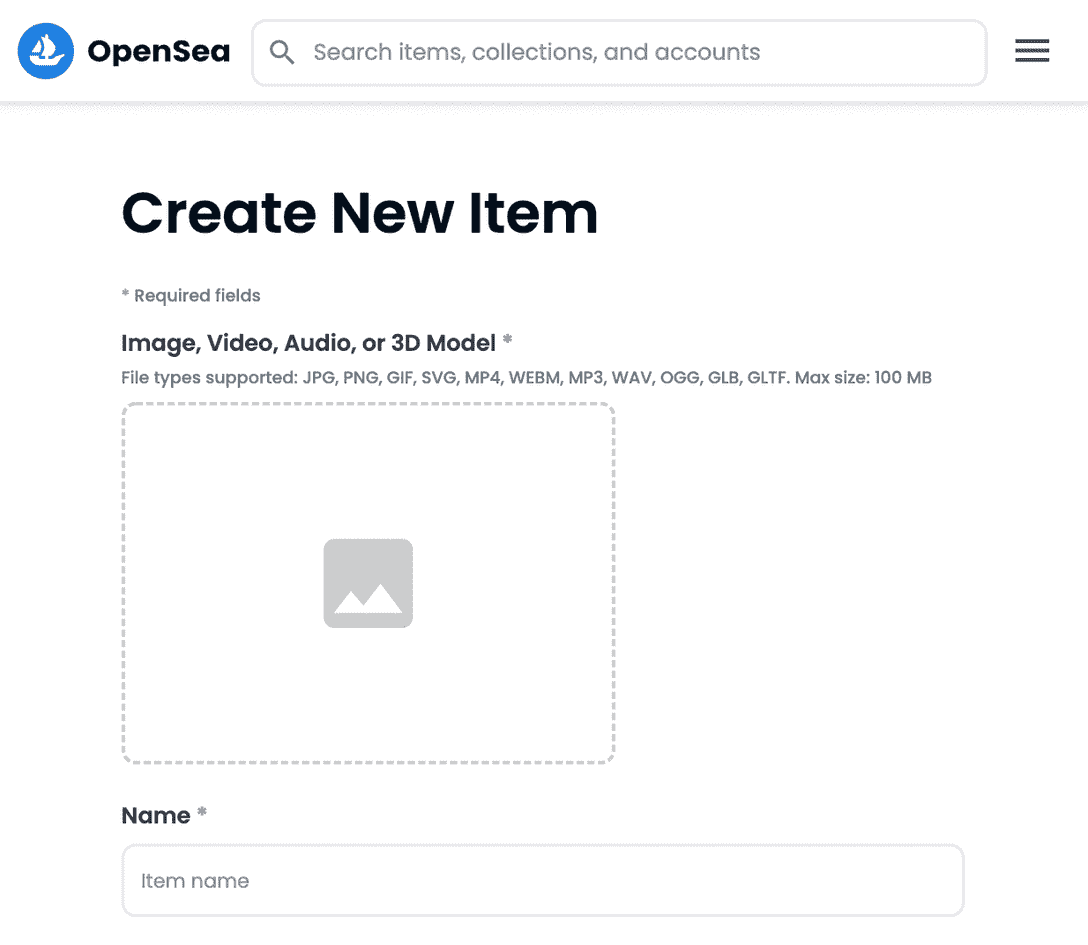 OpenSea
Search items, collections, and accounts
Create New Item
* Required fields
Image, Video, Audio, or 3D Model *
File types supported: JPG, PNG, GIF, SVG, MP4, WEBM, MP3, WAV, OGG, GLB, GLTF. Max size: 100 MB
Name *
Item name